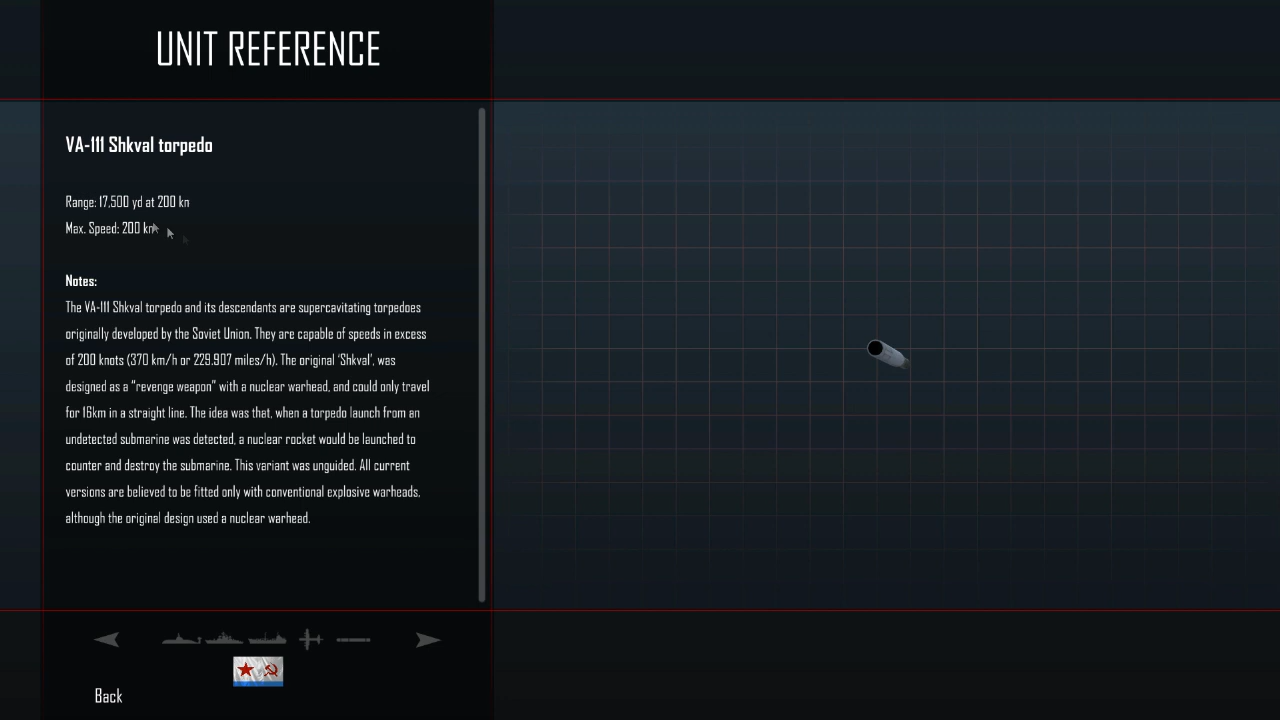 UNIT REFERENCE
VA-111 Shkval torpedo
Range: 17,500 yd at 200 kn
Max. Speed: 200 kn
Notes:
The VA-111 Shkval torpedo and its descendants are supercavitating torpedoes
originally developed by the Soviet Union. They are capable of speeds in excess
of 200 knots (370 km/h or 229.907 miles/h). The original 'Shkval', was
designed as a "revenge weapon" with a nuclear warhead, and could only travel
for 16km in a straight line. The idea was that, when a torpedo launch from an
undetected submarine was detected, a nuclear rocket would be launched to
counter and destroy the submarine. This variant was unguided. All current
versions are believed to be fitted only with conventional explosive warheads,
although the original design used a nuclear warhead.
Back